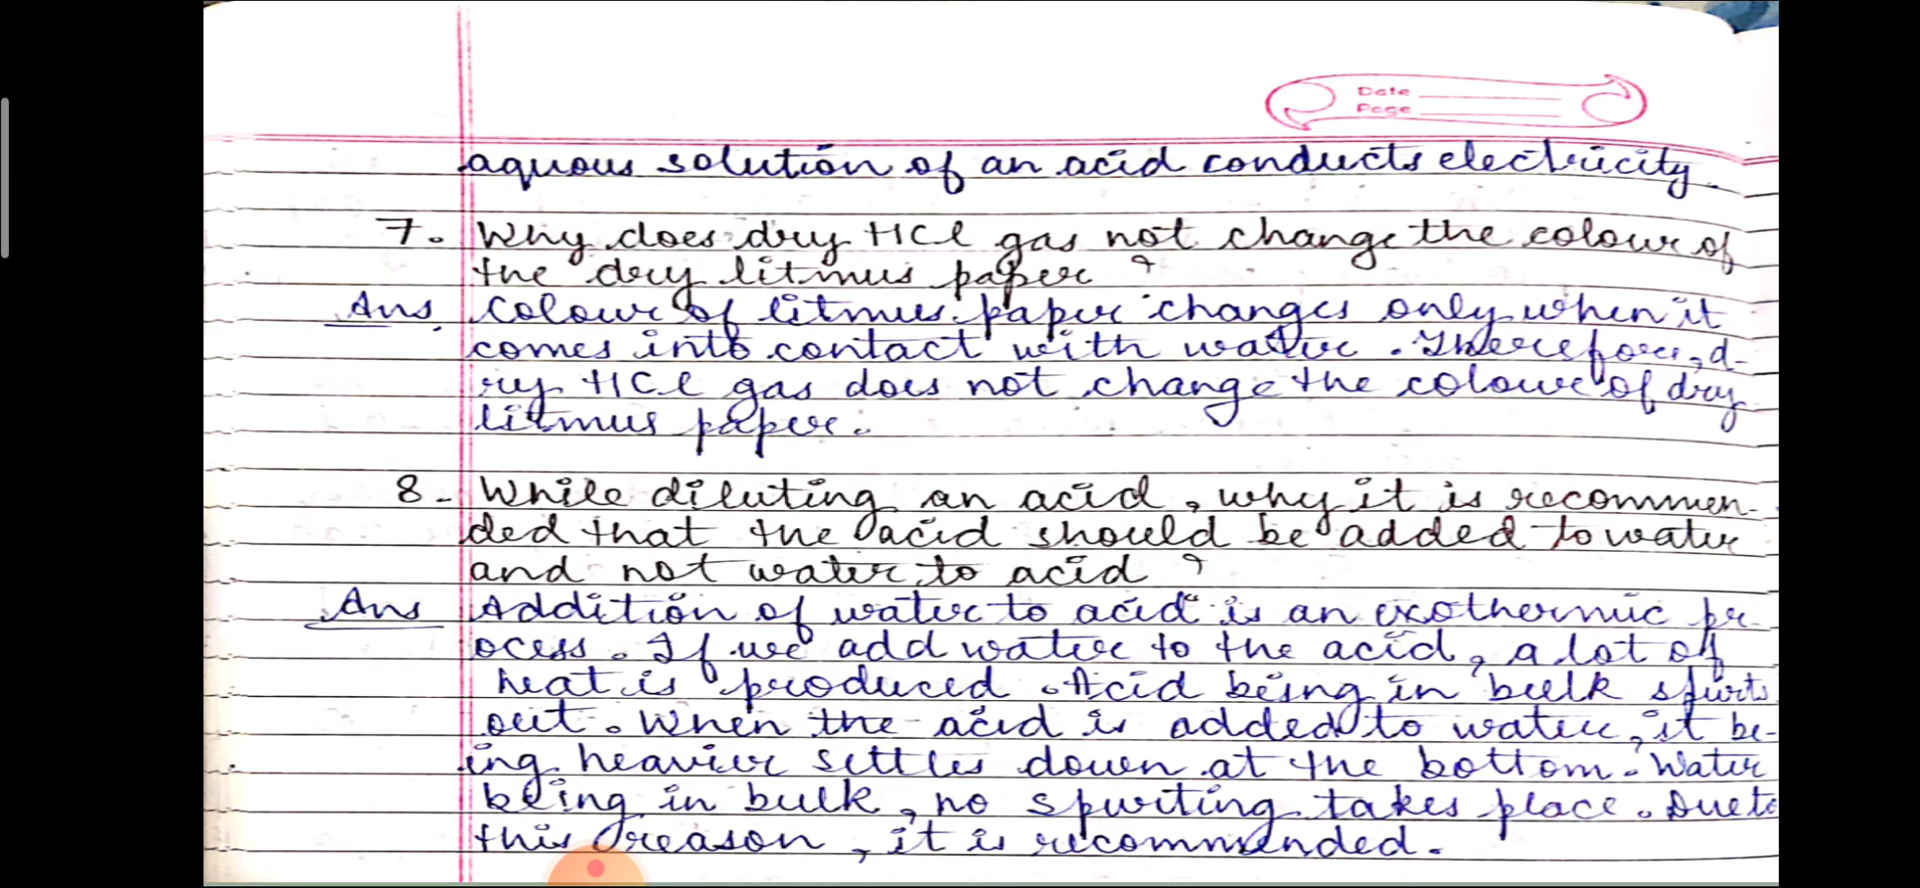 Date
Page
aquous solution of an acid conducts electricity.
7. Why does dry HCl gas not change the colour of
the dry litmus paper ?
Ans. Colour of litmus paper changes only when it
comes into contact with water. Therefore, d-
ry HCl gas does not change the colour of dry
litmus paper.
8. While diluting an acid, why it is recommen-
ded that the acid should be added to water
and not water to acid ?
Ans Addition of water to acid is an exothermic pr-
ocess. If we add water to the acid, a lot of
heat is produced. Acid being in bulk spurts
out. When the acid is added to water, it be-
ing heavier settles down at the bottom. Water
being in bulk, no spurting takes place. Due to
this reason, it is recommended.